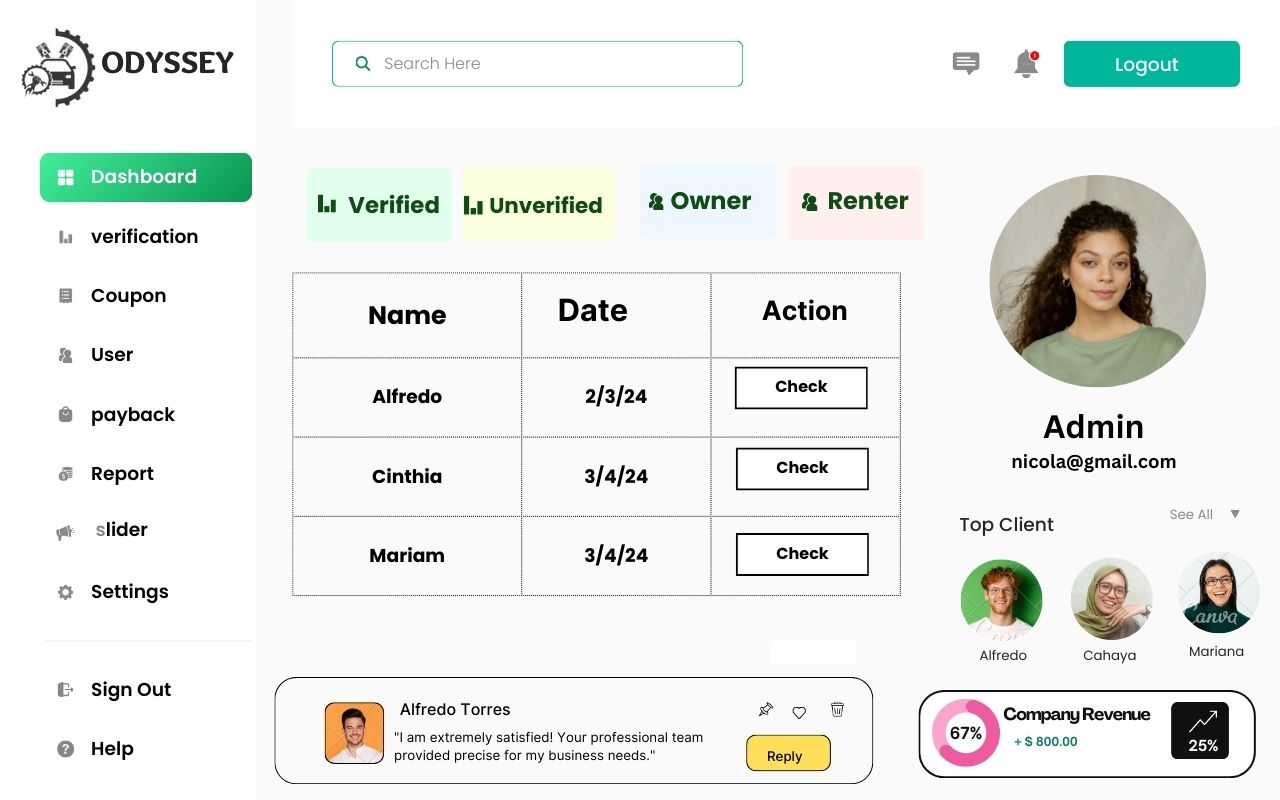 ODYSSEY
Search Here
1
Logout
Dashboard
verification
Coupon
User
payback
Report
slider
Settings
Sign Out
Help
Verified
Unverified
Owner
Renter
Name Date Action
Alfredo 2/3/24 Check
Cinthia 3/4/24 Check
Mariam 3/4/24 Check
Admin
nicola@gmail.com
Top Client
See All ▼
Alfredo
Cahaya
Canva
Mariana
Alfredo Torres
"I am extremely satisfied! Your professional team
provided precise for my business needs."
Reply
67%
Company Revenue
+ $ 800.00
25%